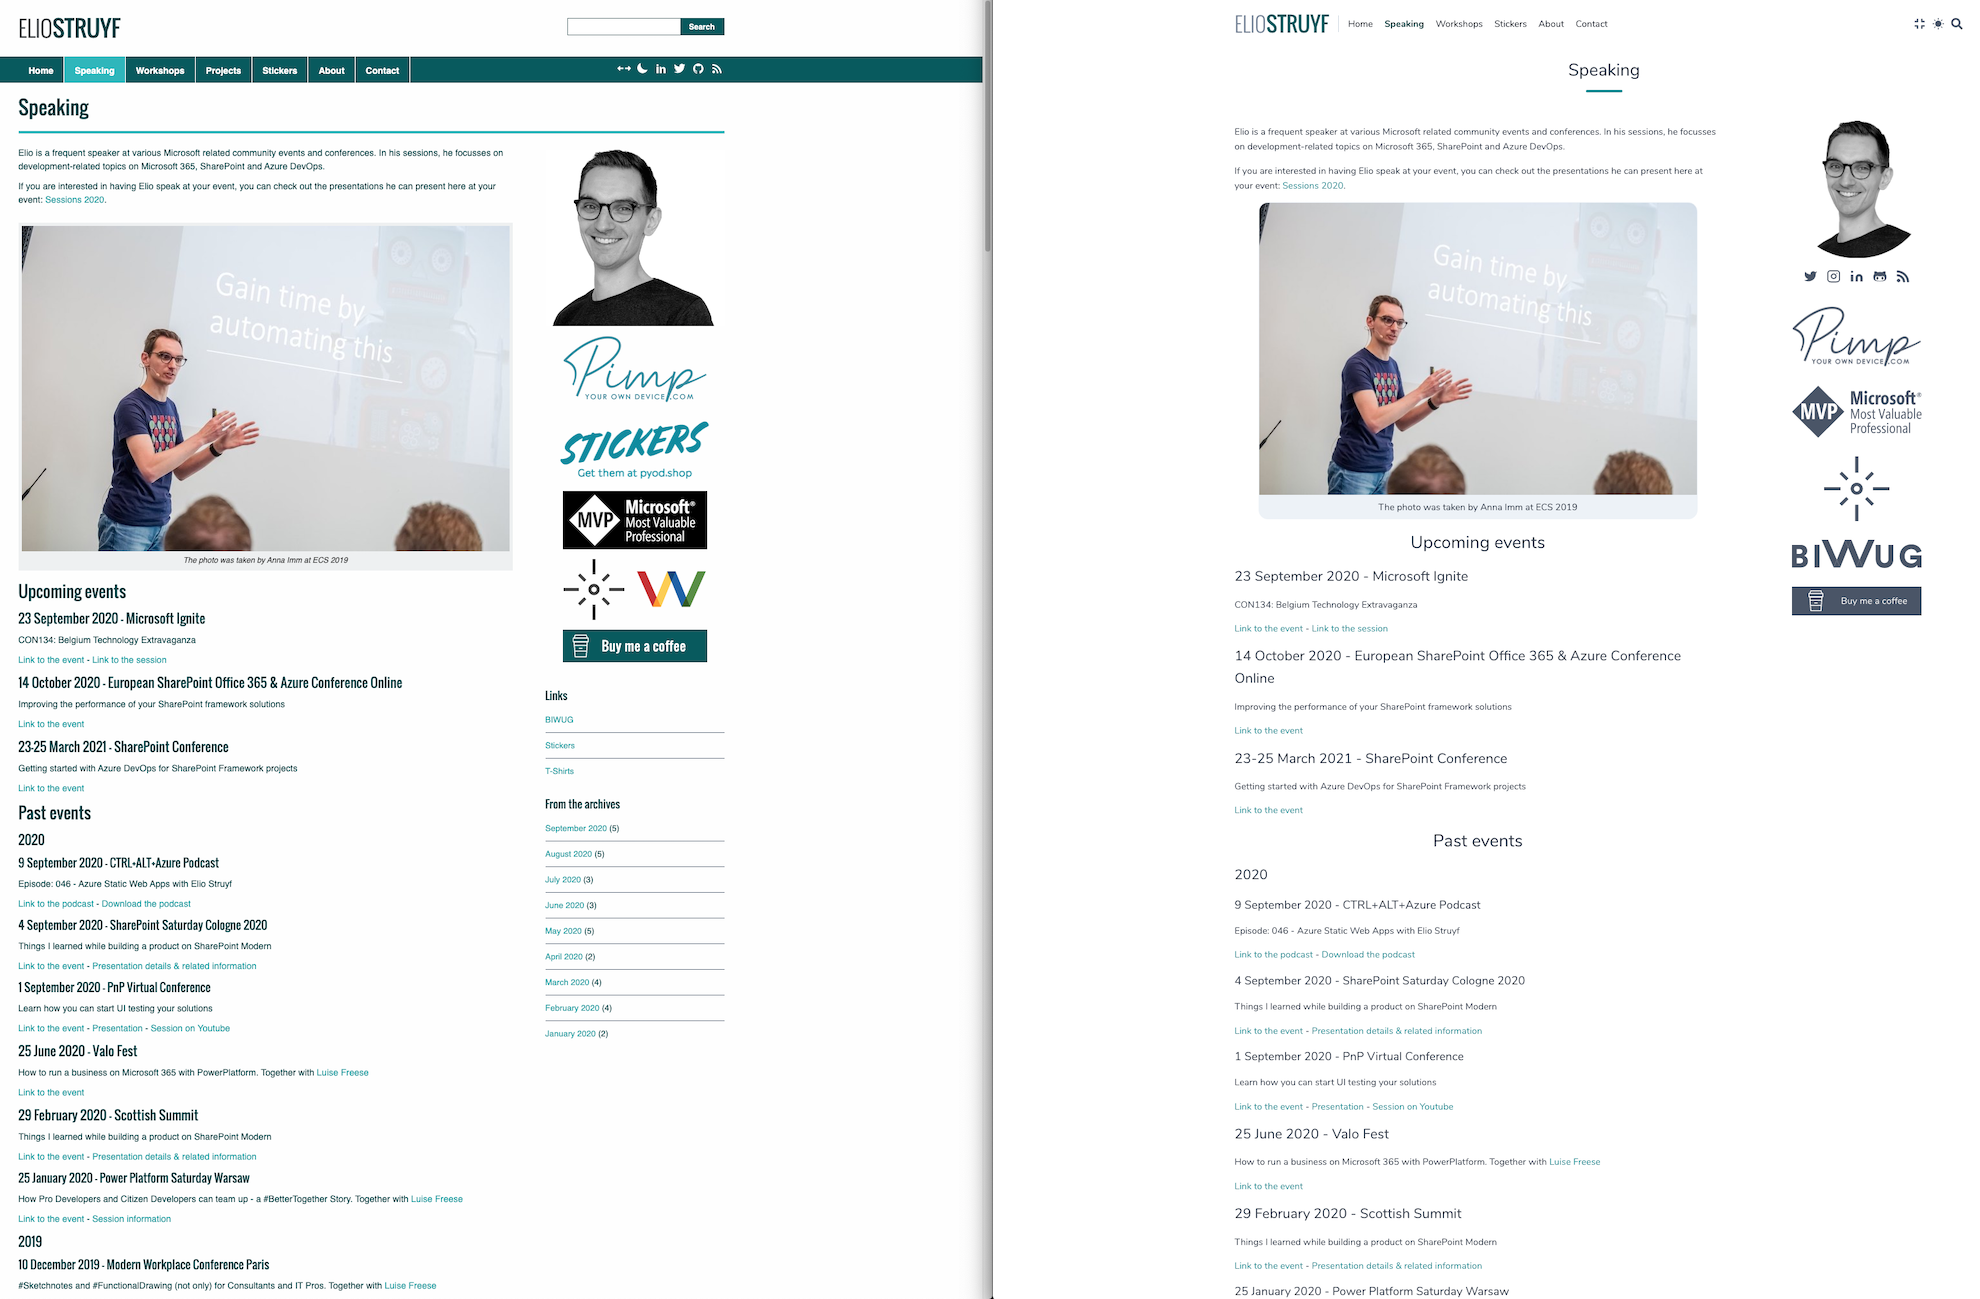 ELIOSTRUYF
Search
Home Speaking Workshops Projects Stickers About Contact
Speaking
Elio is a frequent speaker at various Microsoft related community events and conferences. In his sessions, he focusses on
development-related topics on Microsoft 365, SharePoint and Azure DevOps.
If you are interested in having Elio speak at your event, you can check out the presentations he can present here at your
event: Sessions 2020.
Gain time by
automating this
The photo was taken by Anna Imm at ECS 2019
Upcoming events
23 September 2020 - Microsoft Ignite
CON134: Belgium Technology Extravaganza
Link to the event - Link to the session
14 October 2020 - European SharePoint Office 365 & Azure Conference Online
Improving the performance of your SharePoint framework solutions
Link to the event
23-25 March 2021 - SharePoint Conference
Getting started with Azure DevOps for SharePoint Framework projects
Link to the event
Past events
2020
9 September 2020 - CTRL+ALT+Azure Podcast
Episode: 046 - Azure Static Web Apps with Elio Struyf
Link to the podcast - Download the podcast
4 September 2020 - SharePoint Saturday Cologne 2020
Things I learned while building a product on SharePoint Modern
Link to the event - Presentation details & related information
1 September 2020 - PnP Virtual Conference
Learn how you can start UI testing your solutions
Link to the event - Presentation - Session on Youtube
25 June 2020 - Valo Fest
How to run a business on Microsoft 365 with PowerPlatform. Together with Luise Freese
Link to the event
29 February 2020 - Scottish Summit
Things I learned while building a product on SharePoint Modern
Link to the event - Presentation details & related information
25 January 2020 - Power Platform Saturday Warsaw
How Pro Developers and Citizen Developers can team up - a #BetterTogether Story. Together with Luise Freese
Link to the event - Session information
2019
10 December 2019 - Modern Workplace Conference Paris
#Sketchnotes and #FunctionalDrawing (not only) for Consultants and IT Pros. Together with Luise Freese
Pimp
YOUR OWN DEVICE.COM
STICKERS
Get them at pyod.shop
MVP
Microsoft®
Most Valuable
Professional
Buy me a coffee
Links
BIWUG
Stickers
T-Shirts
From the archives
September 2020 (5)
August 2020 (5)
July 2020 (3)
June 2020 (3)
May 2020 (5)
April 2020 (2)
March 2020 (4)
February 2020 (4)
January 2020 (2)
ELIOSTRUYF
Home Speaking Workshops Stickers About Contact
Speaking
Elio is a frequent speaker at various Microsoft related community events and conferences. In his sessions, he focusses
on development-related topics on Microsoft 365, SharePoint and Azure DevOps.
If you are interested in having Elio speak at your event, you can check out the presentations he can present here at
your event: Sessions 2020.
Gain time by
automating this
The photo was taken by Anna Imm at ECS 2019
Upcoming events
23 September 2020 - Microsoft Ignite
CON134: Belgium Technology Extravaganza
Link to the event - Link to the session
14 October 2020 - European SharePoint Office 365 & Azure Conference
Online
Improving the performance of your SharePoint framework solutions
Link to the event
23-25 March 2021 - SharePoint Conference
Getting started with Azure DevOps for SharePoint Framework projects
Link to the event
Past events
2020
9 September 2020 - CTRL+ALT+Azure Podcast
Episode: 046 - Azure Static Web Apps with Elio Struyf
Link to the podcast - Download the podcast
4 September 2020 - SharePoint Saturday Cologne 2020
Things I learned while building a product on SharePoint Modern
Link to the event - Presentation details & related information
1 September 2020 - PnP Virtual Conference
Learn how you can start UI testing your solutions
Link to the event - Presentation - Session on Youtube
25 June 2020 - Valo Fest
How to run a business on Microsoft 365 with PowerPlatform. Together with Luise Freese
Link to the event
29 February 2020 - Scottish Summit
Things I learned while building a product on SharePoint Modern
Link to the event - Presentation details & related information
25 January 2020 - Power Platform Saturday Warsaw
Pimp
YOUR OWN DEVICE.COM
MVP
Microsoft®
Most Valuable
Professional
BIWUG
Buy me a coffee